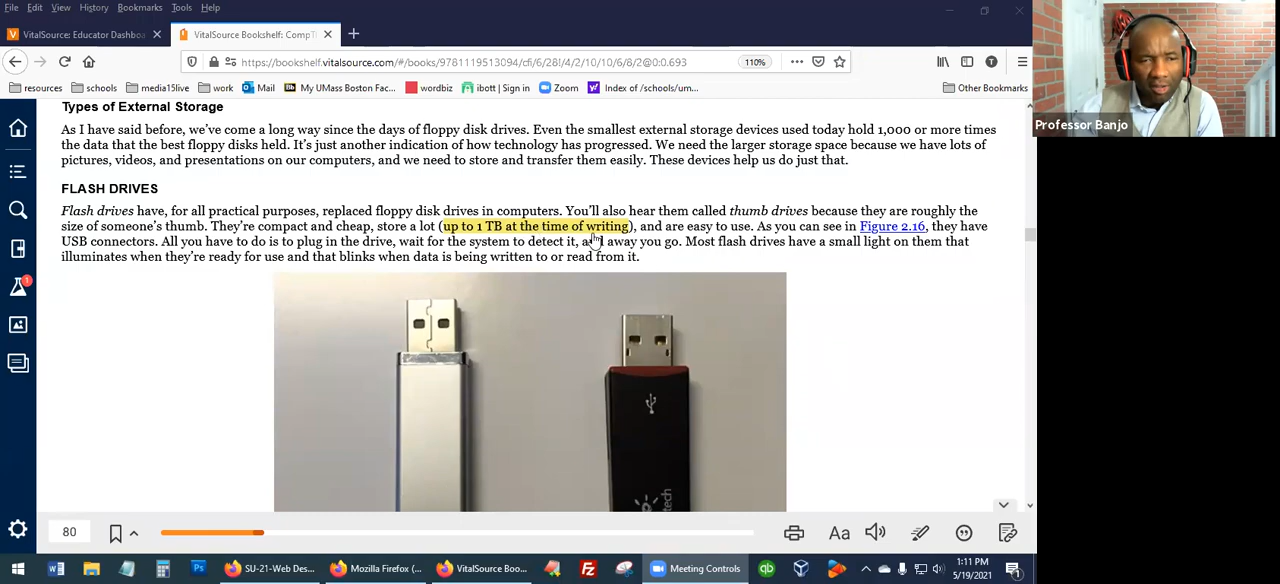 File Edit View History Bookmarks Tools Help
VitalSource: Educator Dashboa
VitalSource Bookshelf: CompTI
https://bookshelf.vitalsource.com/#/books/9781119513094/cfi/6/28!/4/2/10/10/6/8/2@0:0.693
110%
resources schools media15live work Mail My UMass Boston Fac... wordbiz ibott | Sign in Zoom Index of /schools/um... Other Bookmarks
Professor Banjo
Types of External Storage
As I have said before, we've come a long way since the days of floppy disk drives. Even the smallest external storage devices used today hold 1,000 or more times
the data that the best floppy disks held. It's just another indication of how technology has progressed. We need the larger storage space because we have lots of
pictures, videos, and presentations on our computers, and we need to store and transfer them easily. These devices help us do just that.
FLASH DRIVES
Flash drives have, for all practical purposes, replaced floppy disk drives in computers. You'll also hear them called thumb drives because they are roughly the
size of someone's thumb. They're compact and cheap, store a lot (up to 1 TB at the time of writing), and are easy to use. As you can see in Figure 2.16, they have
USB connectors. All you have to do is to plug in the drive, wait for the system to detect it, and away you go. Most flash drives have a small light on them that
illuminates when they're ready for use and that blinks when data is being written to or read from it.
80
Aa
SU-21-Web Des...
Mozilla Firefox (...
VitalSource Boo...
Meeting Controls
1:11 PM
5/19/2021